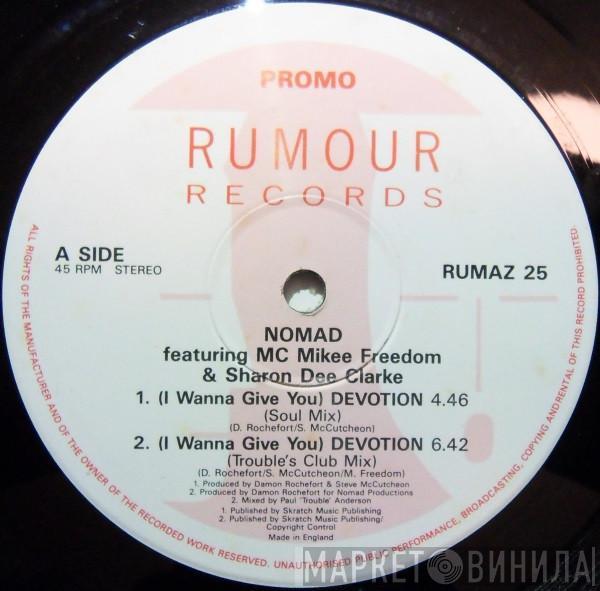 PROMO
RUMOUR
RECORDS
A SIDE
45 RPM STEREO
RUMAZ 25
NOMAD
featuring MC Mikee Freedom
& Sharon Dee Clarke
1. (I Wanna Give You) DEVOTION 4.46
(Soul Mix)
(D. Rochefort/S. McCutcheon)
2. (I Wanna Give You) DEVOTION 6.42
(Trouble's Club Mix)
(D. Rochefort/S. McCutcheon/M. Freedom)
1. Produced by Damon Rochefort & Steve McCutcheon
2. Produced by Damon Rochefort for Nomad Productions
2. Mixed by Paul 'Trouble' Anderson
1. Published by Skratch Music Publishing
2. Published by Skratch Music Publishing/
Copyright Control
Made in England
ALL RIGHTS OF THE MANUFACTURER AND OF THE OWNER OF THE RECORDED WORK RESERVED. UNAUTHORISED PUBLIC PERFORMANCE, BROADCASTING, COPYING AND RENTAL OF THIS RECORD PROHIBITED.
МАРКЕТ ВИНИЛА